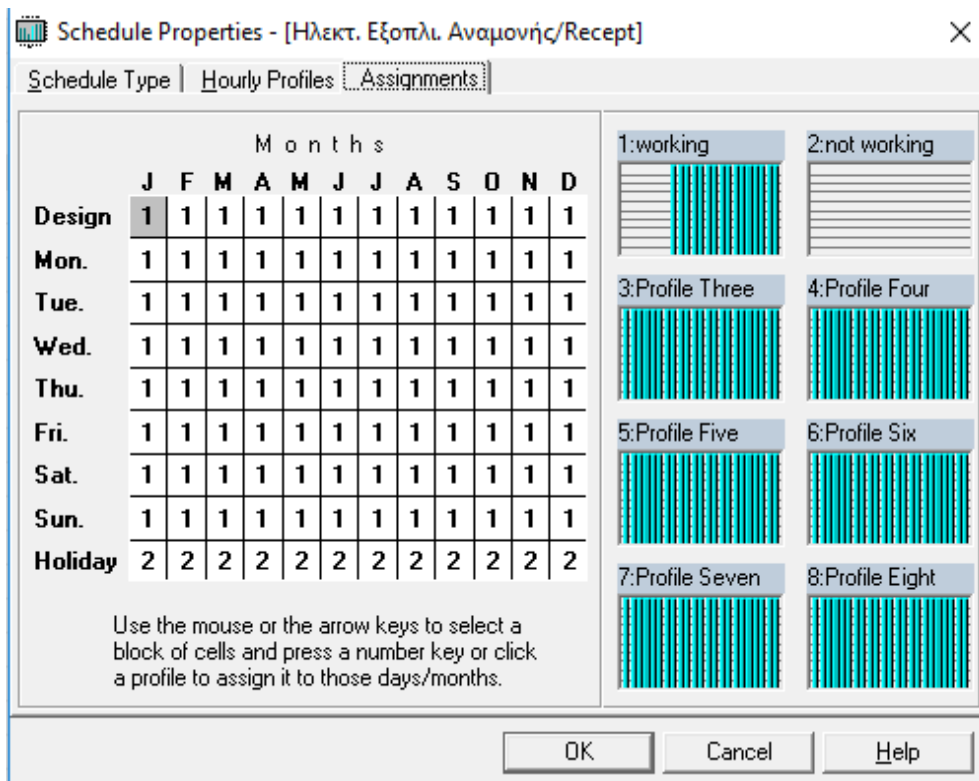 Schedule Properties - [Ηλεκτ. Εξοπλι. Αναμονής/Recept]
Schedule Type | Hourly Profiles Assignments
Months
J F M A M J J A S O N D
Design 1 1 1 1 1 1 1 1 1 1 1 1
Mon. 1 1 1 1 1 1 1 1 1 1 1 1
Tue. 1 1 1 1 1 1 1 1 1 1 1 1
Wed. 1 1 1 1 1 1 1 1 1 1 1 1
Thu. 1 1 1 1 1 1 1 1 1 1 1 1
Fri. 1 1 1 1 1 1 1 1 1 1 1 1
Sat. 1 1 1 1 1 1 1 1 1 1 1 1
Sun. 1 1 1 1 1 1 1 1 1 1 1 1
Holiday 2 2 2 2 2 2 2 2 2 2 2 2
Use the mouse or the arrow keys to select a
block of cells and press a number key or click
a profile to assign it to those days/months.
1:working
2:not working
3:Profile Three
4:Profile Four
5:Profile Five
6:Profile Six
7:Profile Seven
8:Profile Eight
OK Cancel Help